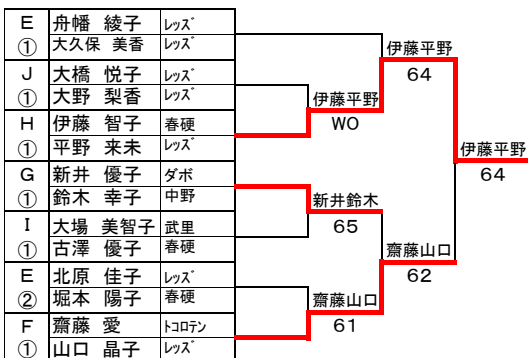 E 舟幡 綾子 レッズ
① 大久保 美香 レッズ
J 大橋 悦子 レッズ
① 大野 梨香 レッズ
H 伊藤 智子 春硬
① 平野 来未 レッズ
G 新井 優子 ダボ
① 鈴木 幸子 中野
I 大場 美智子 武里
① 古澤 優子 春硬
E 北原 佳子 レッズ
② 堀本 陽子 春硬
F 齋藤 愛 トコロテン
① 山口 晶子 レッズ
伊藤平野
WO
新井鈴木
65
齋藤山口
61
伊藤平野
64
齋藤山口
62
伊藤平野
64